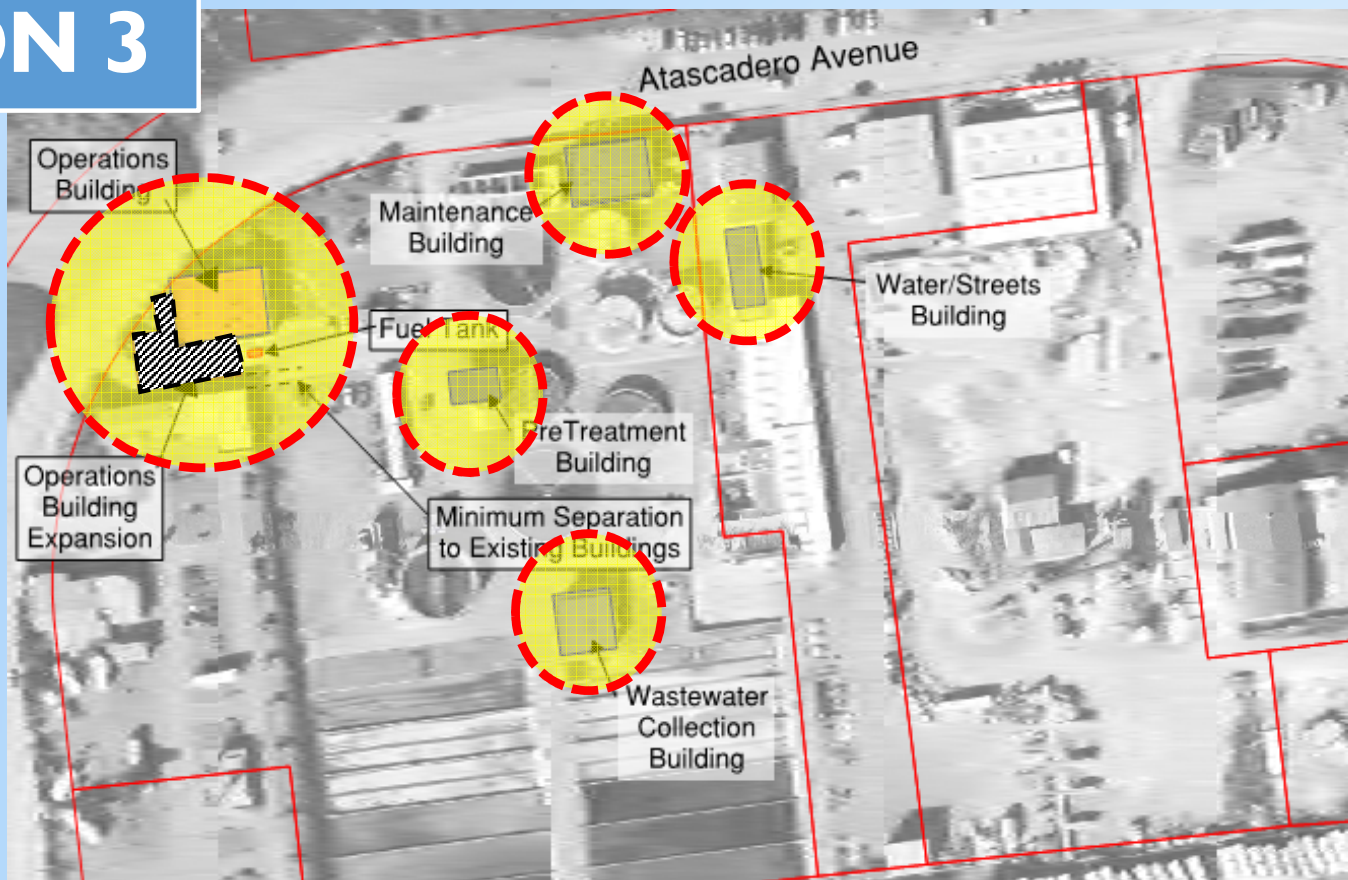 ON 3
Atascadero Avenue
Operations
Building
Maintenance
Building
Water/Streets
Building
Fuel Tank
PreTreatment
Building
Operations
Building
Expansion
Minimum Separation
to Existing Buildings
Wastewater
Collection
Building